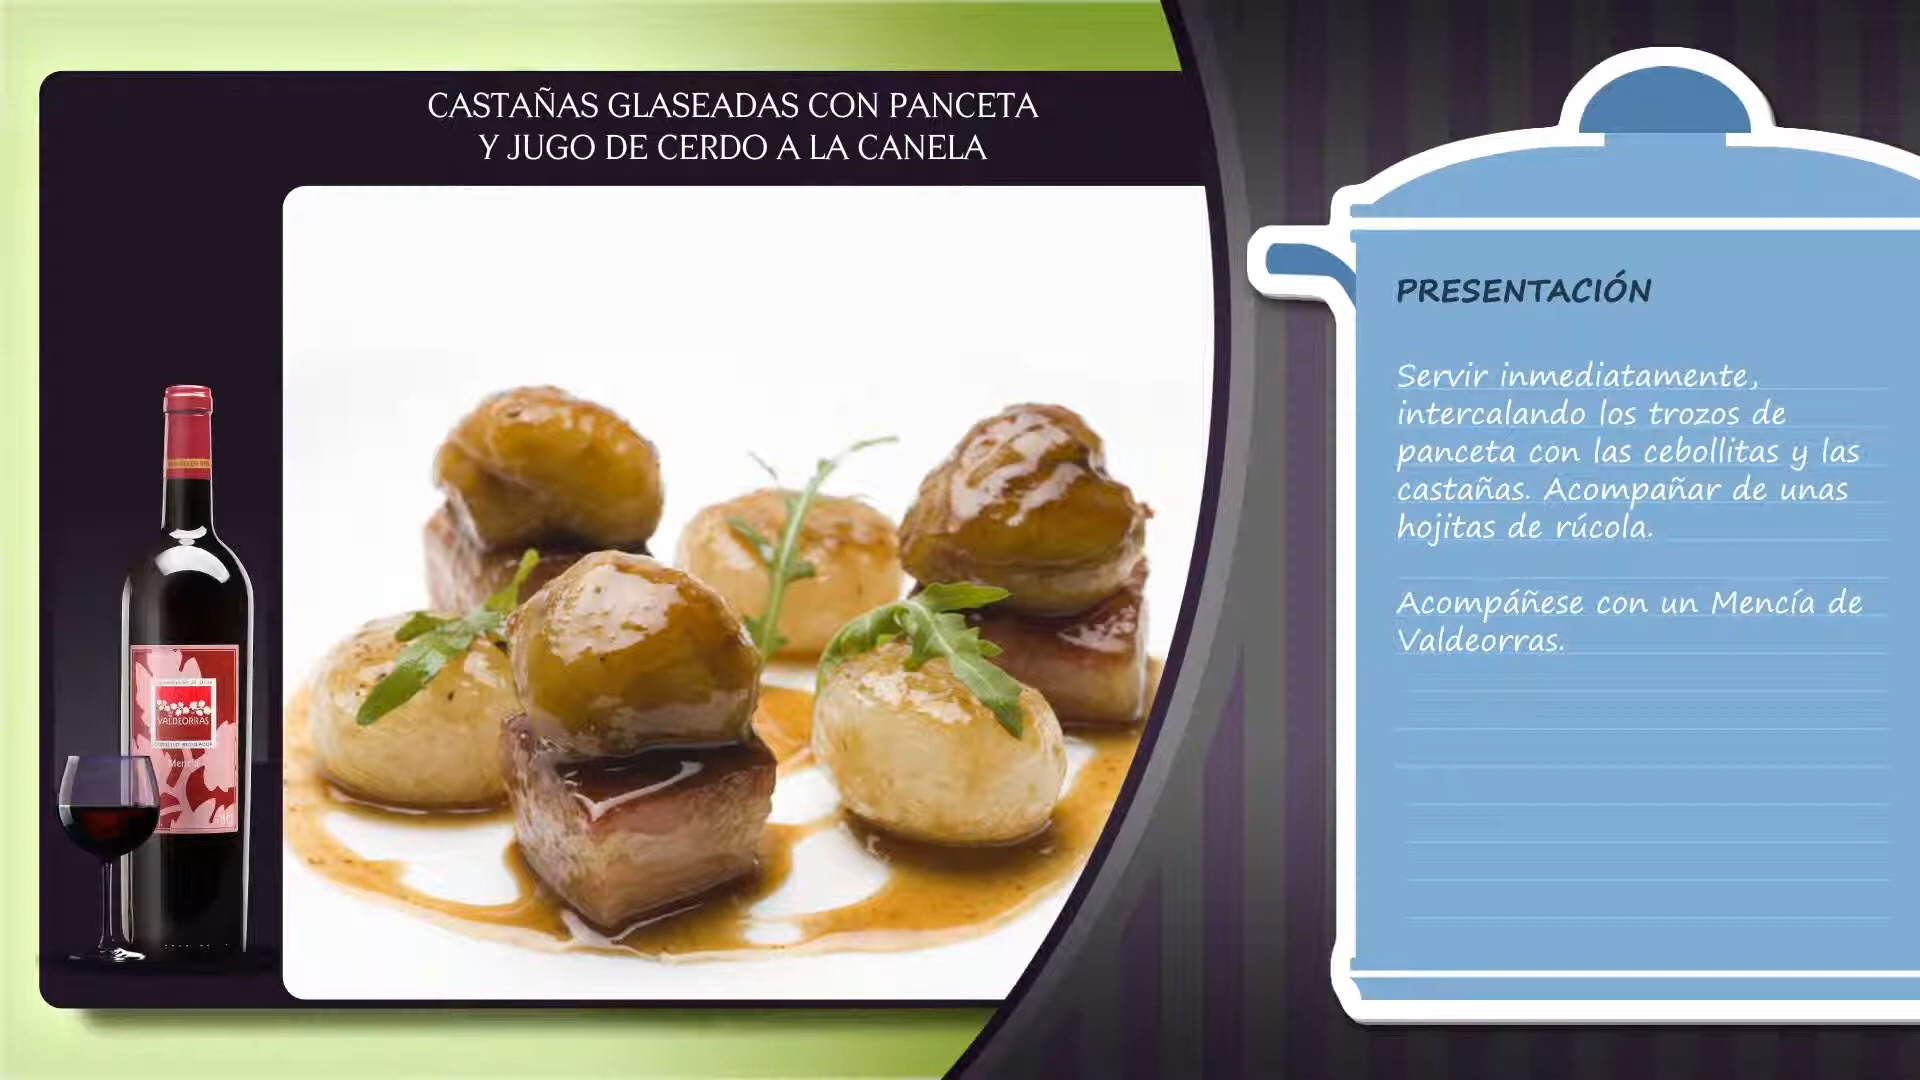 CASTAÑAS GLASEADAS CON PANCETA
Y JUGO DE CERDO A LA CANELA
PRESENTACIÓN
Servir inmediatamente,
intercalando los trozos de
panceta con las cebollitas y las
castañas. Acompañar de unas
hojitas de rúcola.
Acompáñese con un Mencía de
Valdeorras.
VALDEORRAS
Mencía